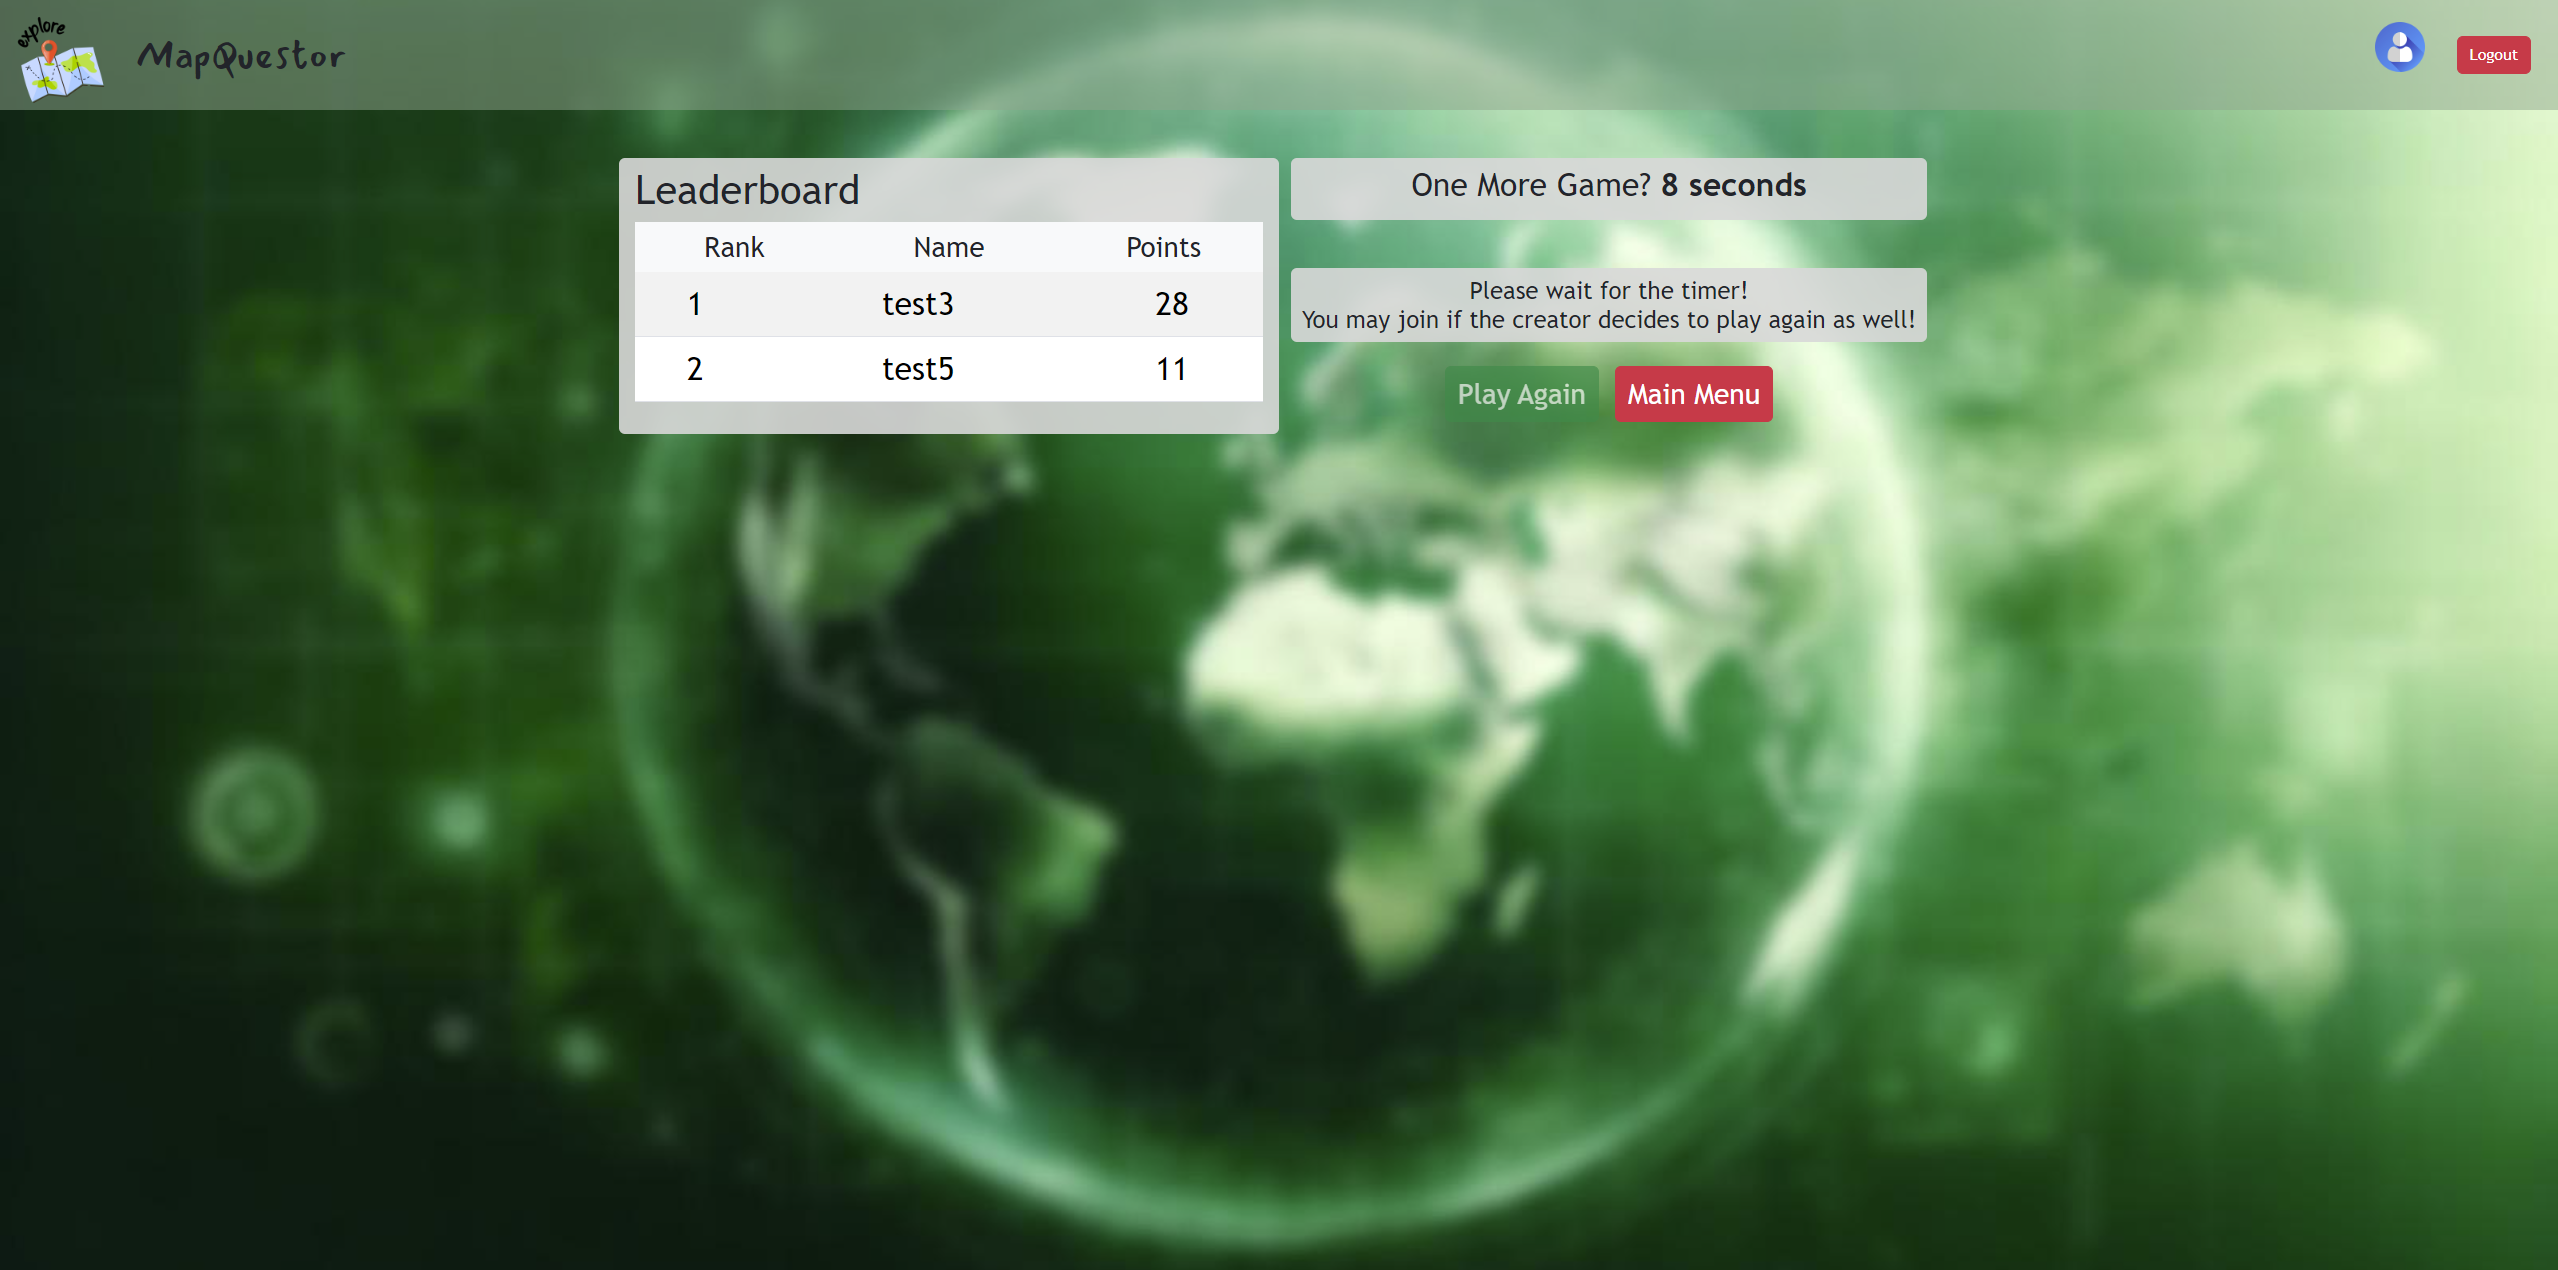 explore
MapQuestor
Logout
Leaderboard
Rank Name Points
1 test3 28
2 test5 11
One More Game? 8 seconds
Please wait for the timer!
You may join if the creator decides to play again as well!
Play Again Main Menu